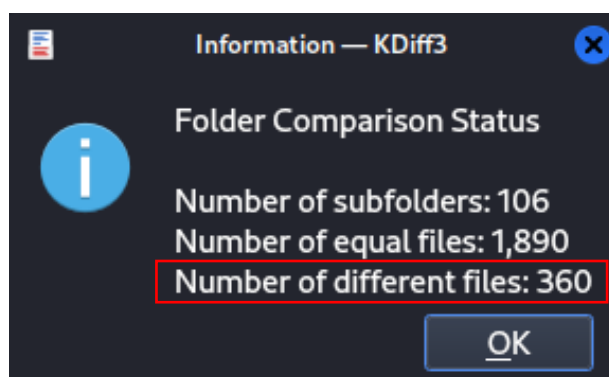 Information — KDiff3
Folder Comparison Status
Number of subfolders: 106
Number of equal files: 1,890
Number of different files: 360
OK